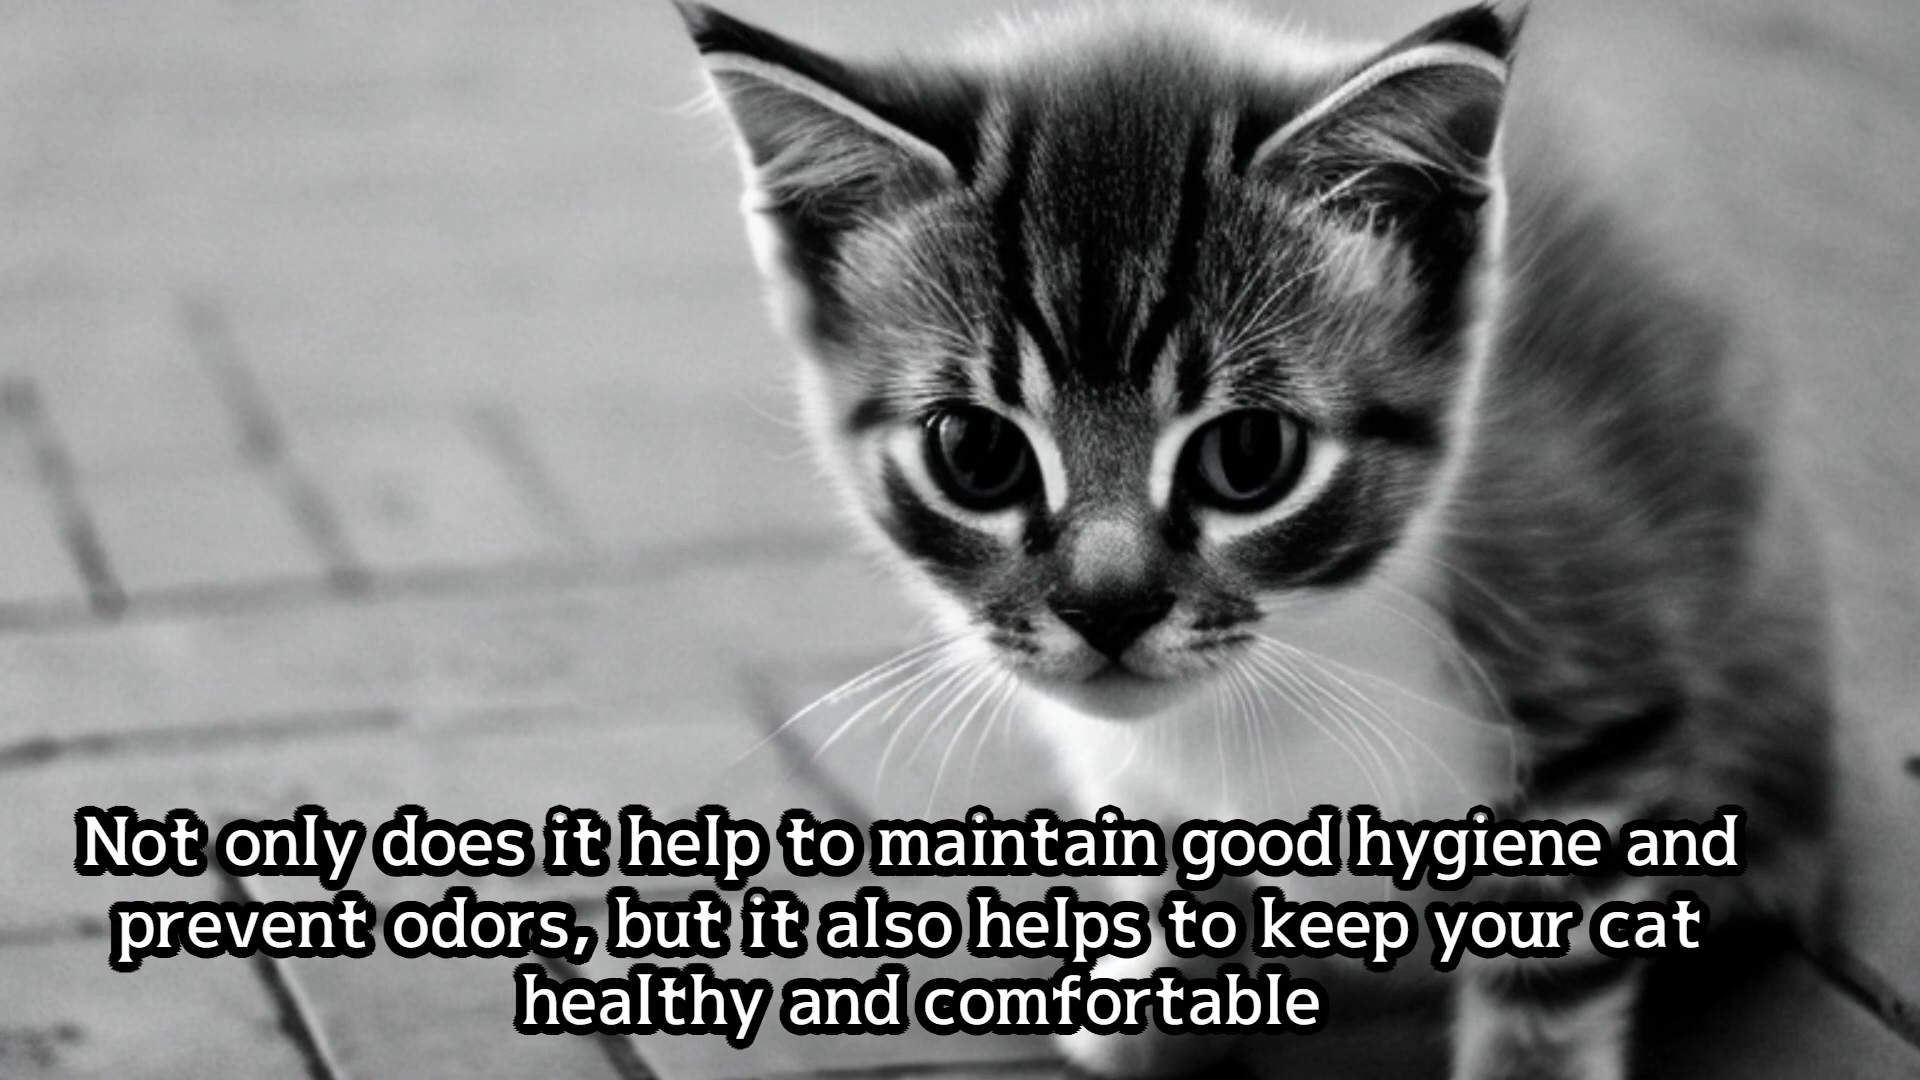 Not only does it help to maintain good hygiene and
prevent odors, but it also helps to keep your cat
healthy and comfortable